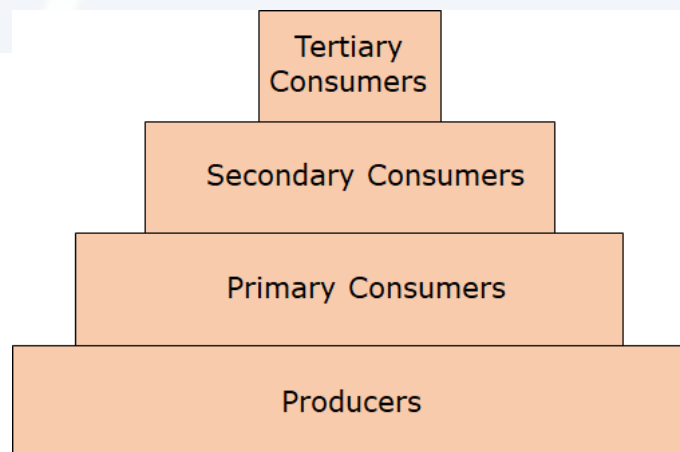 Tertiary
Consumers
Secondary Consumers
Primary Consumers
Producers